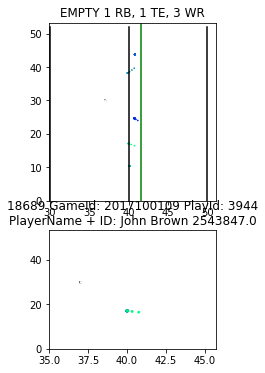 EMPTY 1 RB, 1 TE, 3 WR
50
40
30
20
10
0
30 35 40 45 50
18689 GameId: 2017100109 PlayId: 3944
PlayerName + ID: John Brown 2543847.0
40
20
0
35.0 37.5 40.0 42.5 45.0